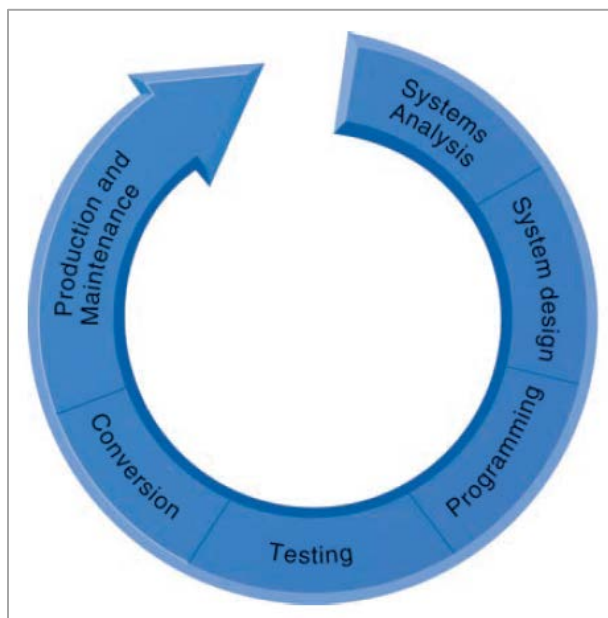 Systems
Analysis
System design
Programming
Testing
Conversion
Production and
Maintenance